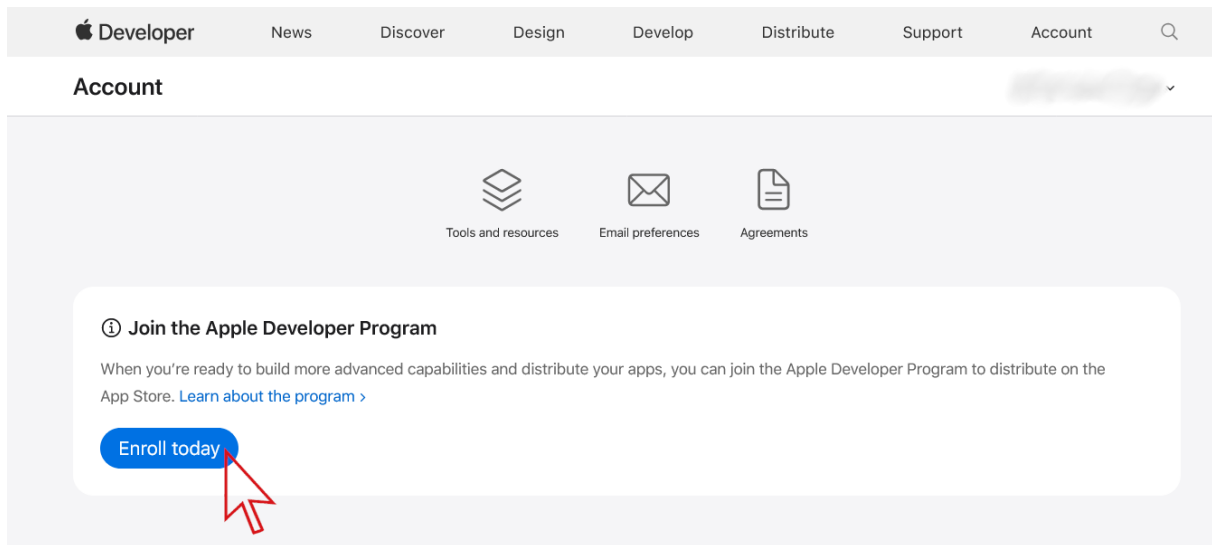 Developer News Discover Design Develop Distribute Support Account
Account
Tools and resources Email preferences Agreements
Join the Apple Developer Program
When you’re ready to build more advanced capabilities and distribute your apps, you can join the Apple Developer Program to distribute on the
App Store. Learn about the program ›
Enroll today